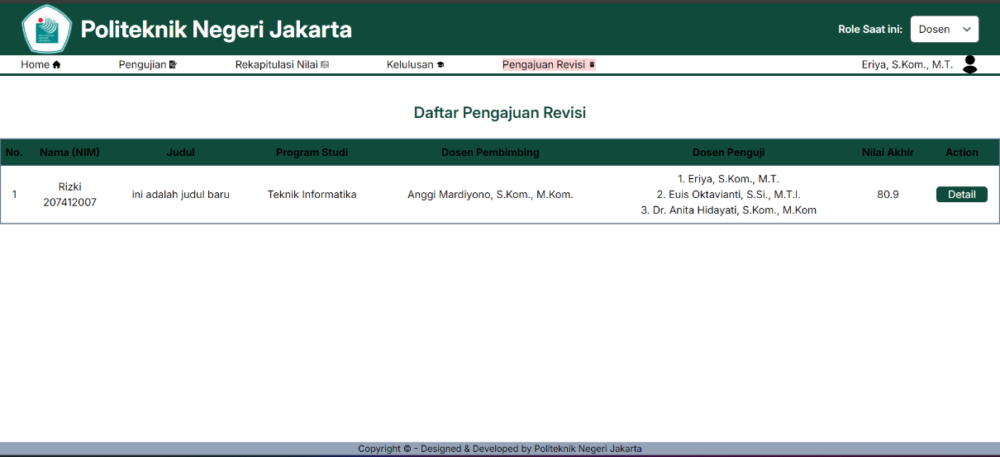 Politeknik Negeri Jakarta
Role Saat ini: Dosen
Home Pengujian Rekapitulasi Nilai Kelulusan Pengajuan Revisi Eriya, S.Kom., M.T.
Daftar Pengajuan Revisi
No. Nama (NIM) Judul Program Studi Dosen Pembimbing Dosen Penguji Nilai Akhir Action
1 Rizki 207412007 ini adalah judul baru Teknik Informatika Anggi Mardiyono, S.Kom., M.Kom. 1. Eriya, S.Kom., M.T.
2. Euis Oktavianti, S.Si., M.T.I.
3. Dr. Anita Hidayati, S.Kom., M.Kom
80.9 Detail
Copyright © - Designed & Developed by Politeknik Negeri Jakarta